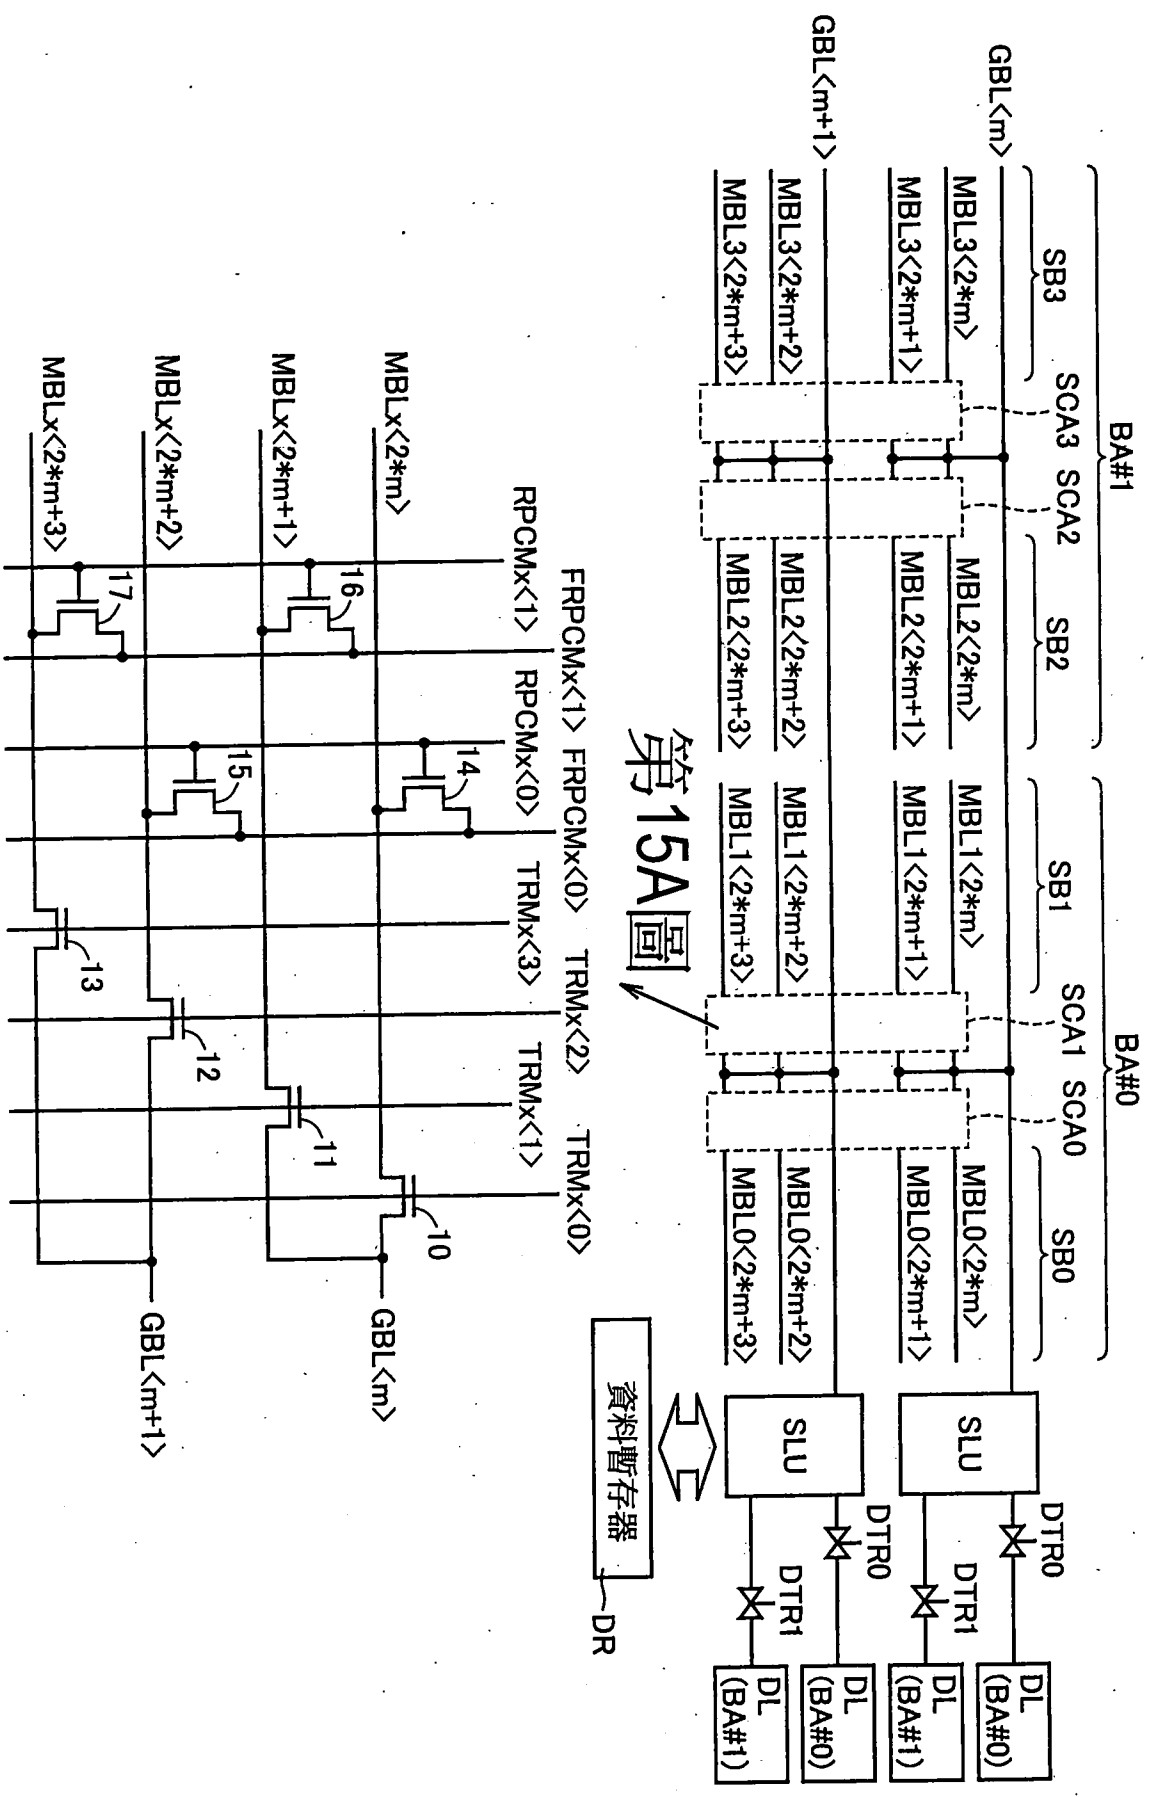 BA#1
BA#0
SB3
SCA3
SCA2
SB2
SB1
SCA1
SCA0
SB0
GBL<m>
MBL3<2*m>
MBL3<2*m+1>
GBL<m+1>
MBL3<2*m+2>
MBL3<2*m+3>
MBL2<2*m>
MBL2<2*m+1>
MBL2<2*m+2>
MBL2<2*m+3>
MBL1<2*m>
MBL1<2*m+1>
MBL1<2*m+2>
MBL1<2*m+3>
MBL0<2*m>
MBL0<2*m+1>
MBL0<2*m+2>
MBL0<2*m+3>
SLU
SLU
DTR0
DTR1
DTR0
DTR1
DL
(BA#0)
DL
(BA#1)
DL
(BA#0)
DL
(BA#1)
資料暫存器
DR
第15A圖
RPCMx<1>
FRPCMx<1>
RPCMx<0>
FRPCMx<0>
TRMx<3>
TRMx<2>
TRMx<1>
TRMx<0>
MBLx<2*m>
MBLx<2*m+1>
MBLx<2*m+2>
MBLx<2*m+3>
16
17
14
15
13
12
11
10
GBL<m>
GBL<m+1>